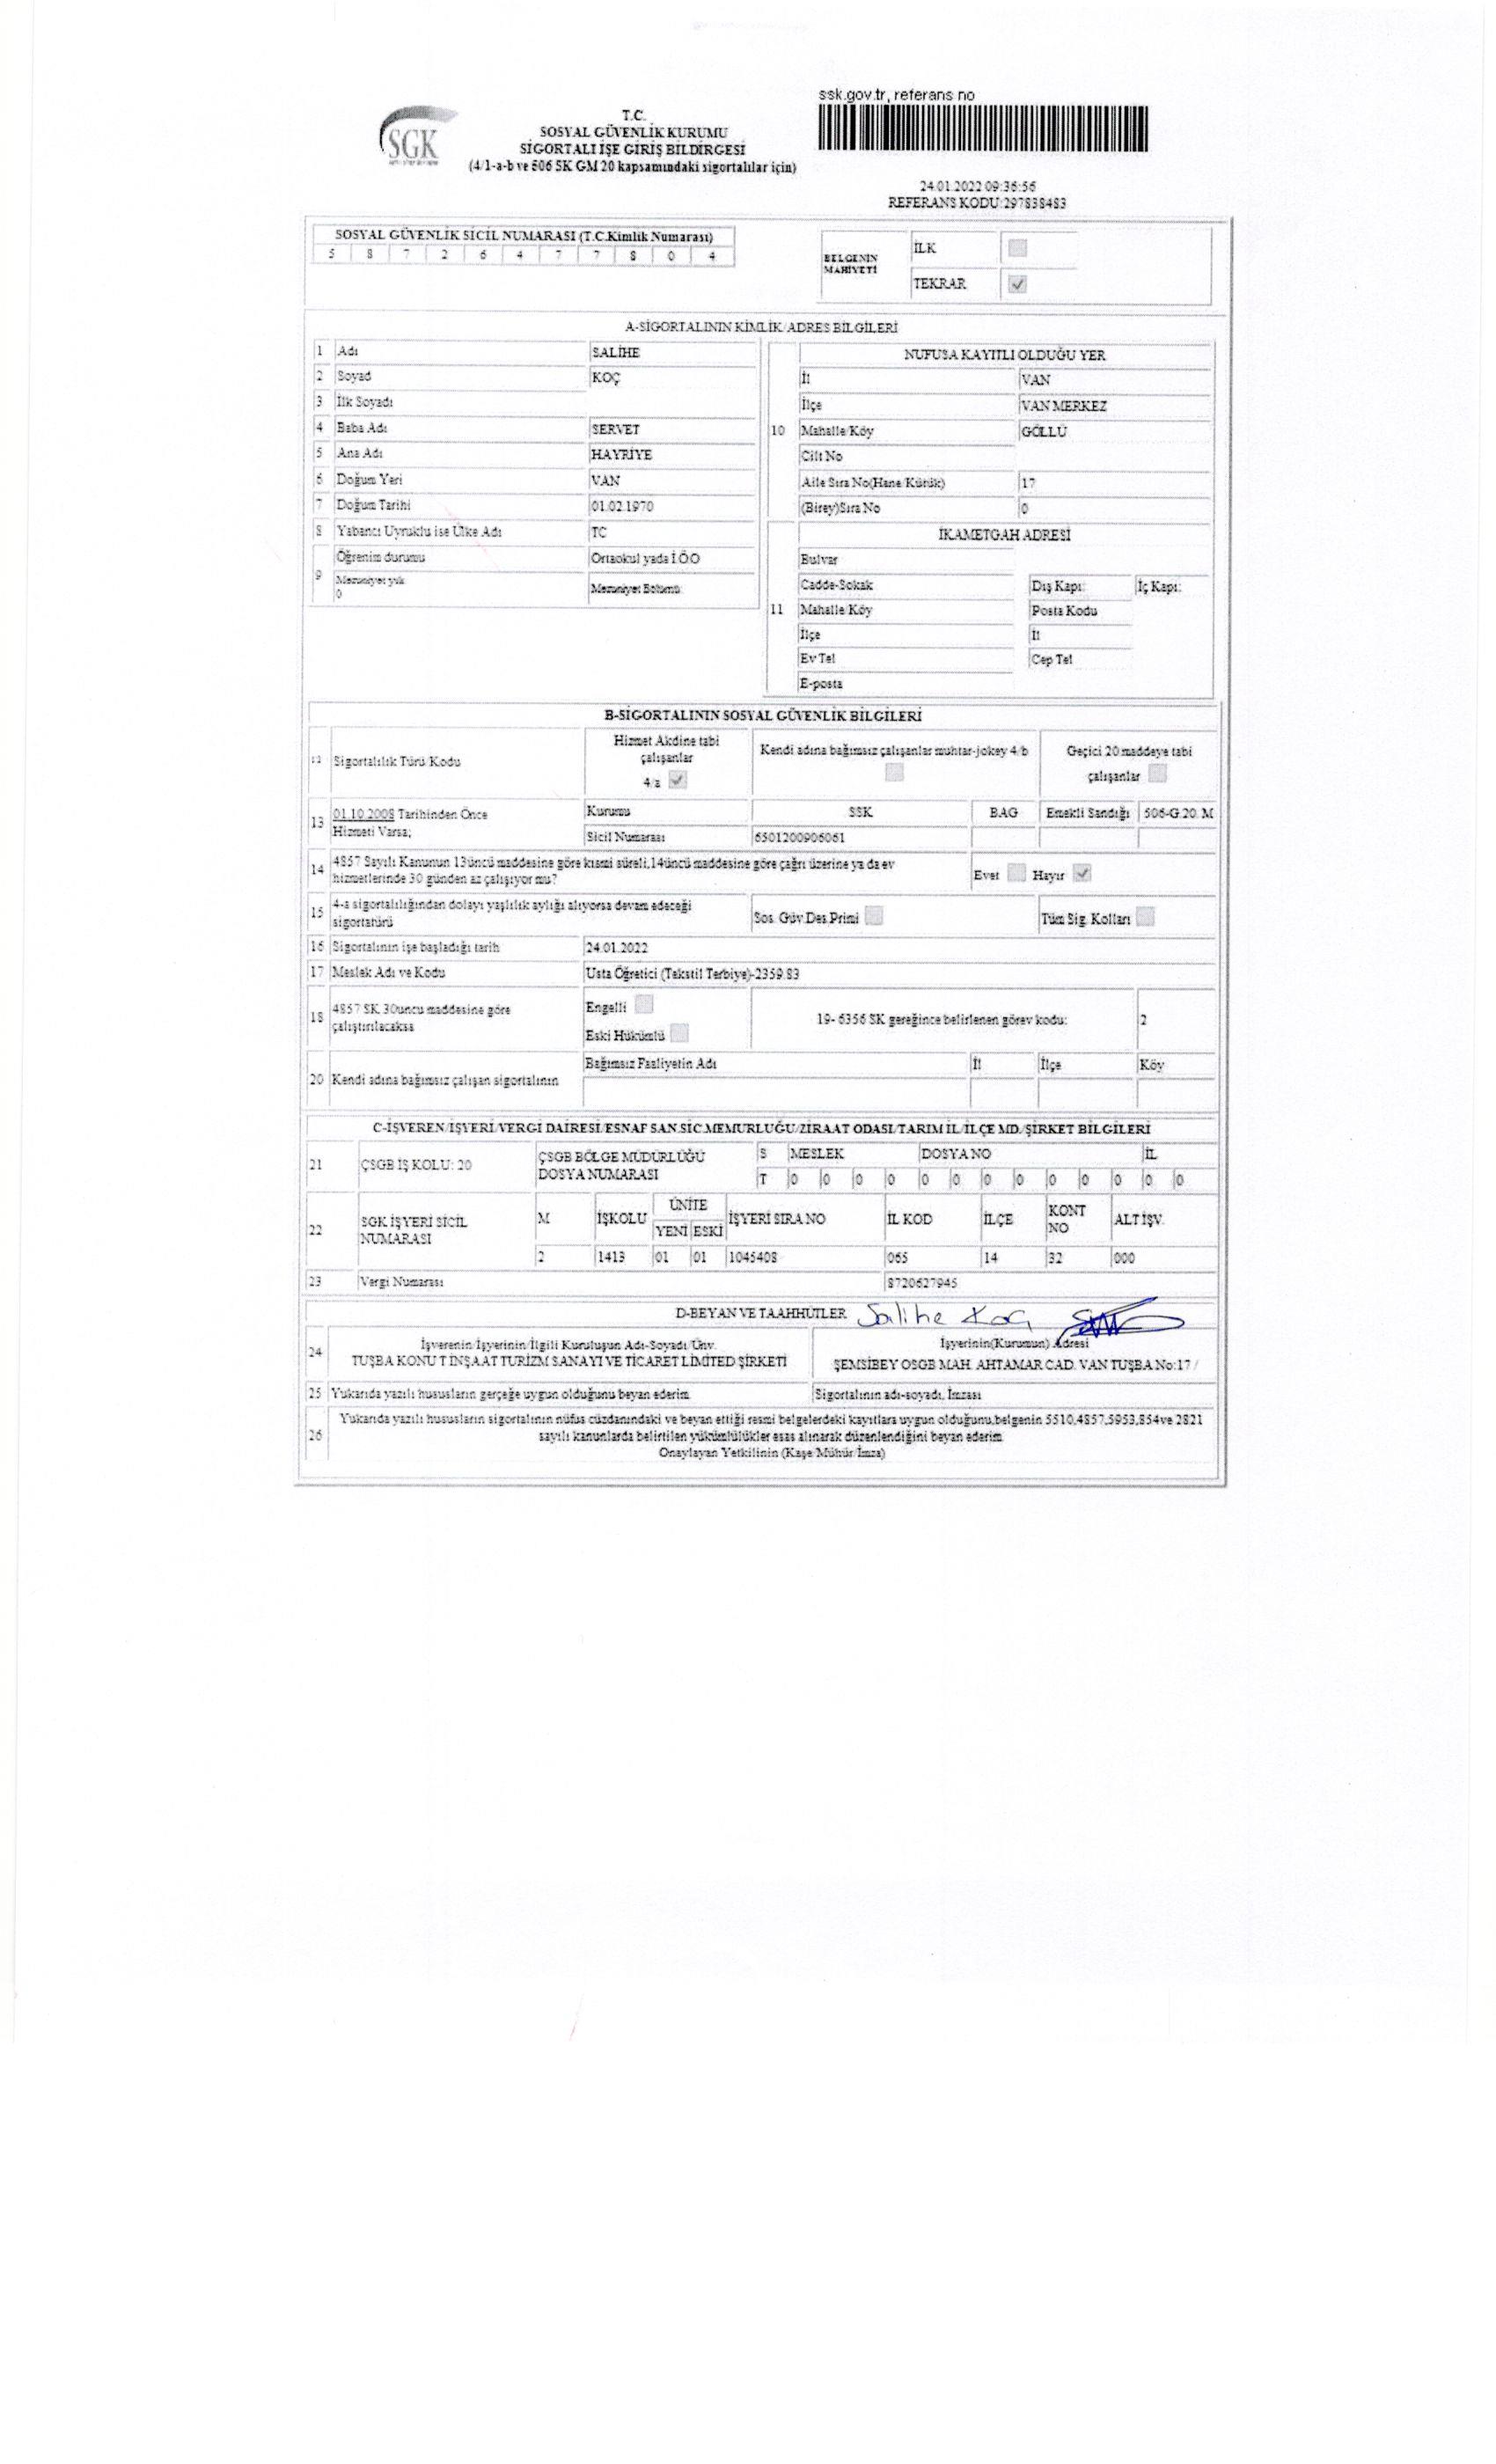 ssk.gov.tr, referans no
SGK
T.C.
SOSYAL GÜVENLİK KURUMU
SİGORTALI İŞE GİRİŞ BİLDİRGESİ
(4/1-a-b ve 506 SK GM 20 kapsamındaki sigortalılar için)
24.01.2022 09:36:56
REFERANS KODU:297838483
SOSYAL GÜVENLİK SİCİL NUMARASI (T.C.Kimlik Numarası)
5 8 7 2 6 4 7 7 8 0 4
BELGENİN MAHİYETİ
İLK
TEKRAR
A-SİGORTALININ KİMLİK/ADRES BİLGİLERİ
1 Adı SALİHE
2 Soyad KOÇ
3 İlk Soyadı
4 Baba Adı SERVET
5 Ana Adı HAYRİYE
6 Doğum Yeri VAN
7 Doğum Tarihi 01.02.1970
8 Yabancı Uyruklu ise Ülke Adı TC
9 Öğrenim durumu Ortaokul yada İ.Ö.O
Mezuniyet yılı 0 Mezuniyet Bölümü:
10 NUFUSA KAYITLI OLDUĞU YER
İl VAN
İlçe VAN MERKEZ
Mahalle/Köy GÖLLÜ
Cilt No
Aile Sıra No(Hane/Kütük) 17
(Birey)Sıra No 0
11 İKAMETGAH ADRESİ
Bulvar
Cadde-Sokak Dış Kapı: İç Kapı:
Mahalle/Köy Posta Kodu
İlçe İl
Ev Tel Cep Tel
E-posta
B-SİGORTALININ SOSYAL GÜVENLİK BİLGİLERİ
12 Sigortalılık Türü Kodu Hizmet Akdine tabi çalışanlar 4/a Kendi adına bağımsız çalışanlar muhtar-jokey 4/b Geçici 20 maddeye tabi çalışanlar
13 01.10.2008 Tarihinden Önce Hizmeti Varsa; Kurumu SSK BAG Emekli Sandığı 506-G.20. M
Sicil Numarası 6501200906061
14 4857 Sayılı Kanunun 13üncü maddesine göre kısmi süreli,14üncü maddesine göre çağrı üzerine ya da ev hizmetlerinde 30 günden az çalışıyor mu? Evet Hayır
15 4-a sigortalılığından dolayı yaşlılık aylığı alıyorsa devam edeceği sigortatürü Sos. Güv.Des.Primi Tüm Sig. Kolları
16 Sigortalının işe başladığı tarih 24.01.2022
17 Meslek Adı ve Kodu Usta Öğretici (Tekstil Terbiye)-2359.83
18 4857 SK 30uncu maddesine göre çalıştırılacaksa Engelli Eski Hükümlü 19- 6356 SK gereğince belirlenen görev kodu: 2
20 Kendi adına bağımsız çalışan sigortalının Bağımsız Faaliyetin Adı İl İlçe Köy
C-İŞVEREN/İŞYERİ/VERGİ DAİRESİ/ESNAF SAN.SİC.MEMURLUĞU/ZİRAAT ODASI/TARIM İL/İLÇE MD./ŞİRKET BİLGİLERİ
21 ÇSGB İŞ KOLU: 20 ÇSGB BÖLGE MÜDÜRLÜĞÜ DOSYA NUMARASI S MESLEK DOSYA NO İL
T 0 0 0 0 0 0 0 0 0 0 0 0 0
22 SGK İŞYERİ SİCİL NUMARASI M İŞKOLU ÜNİTE YENİ ESKİ İŞYERİ SIRA NO İL KOD İLÇE KONT NO ALT İŞV.
2 1413 01 01 1045408 065 14 32 000
23 Vergi Numarası 8720627945
D-BEYAN VE TAAHHÜTLER Salihe Koç
24 İşverenin/İşyerinin/İlgili Kuruluşun Adı-Soyadı/Ünv.
TUŞBA KONUT İNŞAAT TURİZM SANAYI VE TİCARET LİMİTED ŞİRKETİ
İşyerinin(Kurumun) Adresi
ŞEMSİBEY OSGB MAH. AHTAMAR CAD. VAN TUŞBA No:17 /
25 Yukarıda yazılı hususların gerçeğe uygun olduğunu beyan ederim. Sigortalının adı-soyadı, İmzası
26 Yukarıda yazılı hususların sigortalının nüfus cüzdanındaki ve beyan ettiği resmi belgelerdeki kayıtlara uygun olduğunu,belgenin 5510,4857,5953,854ve 2821
sayılı kanunlarda belirtilen yükümlülükler esas alınarak düzenlendiğini beyan ederim
Onaylayan Yetkilinin (Kaşe/Mühür/İmza)